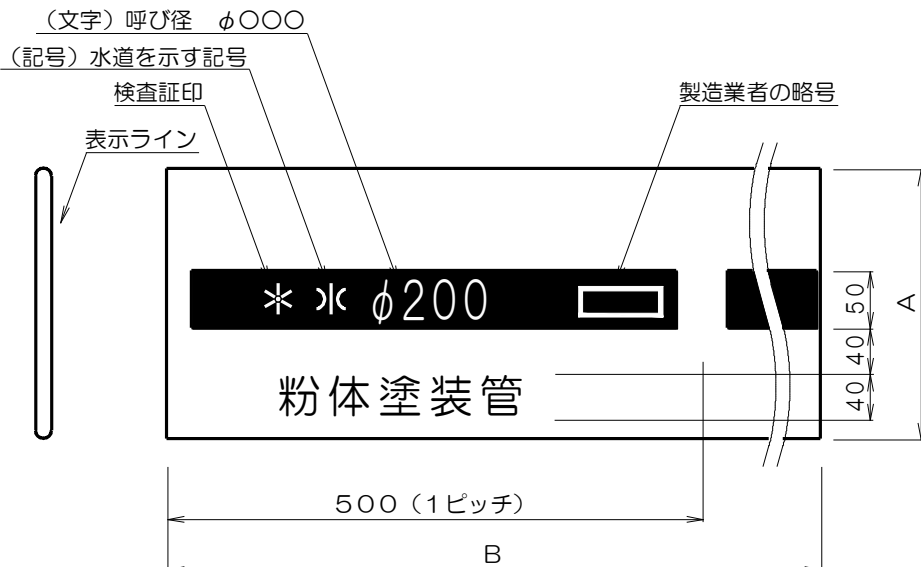 （文字）呼び径　φ〇〇〇
（記号）水道を示す記号
検査証印
製造業者の略号
表示ライン
φ200
50
A
40
粉体塗装管
40
500（1ピッチ）
B